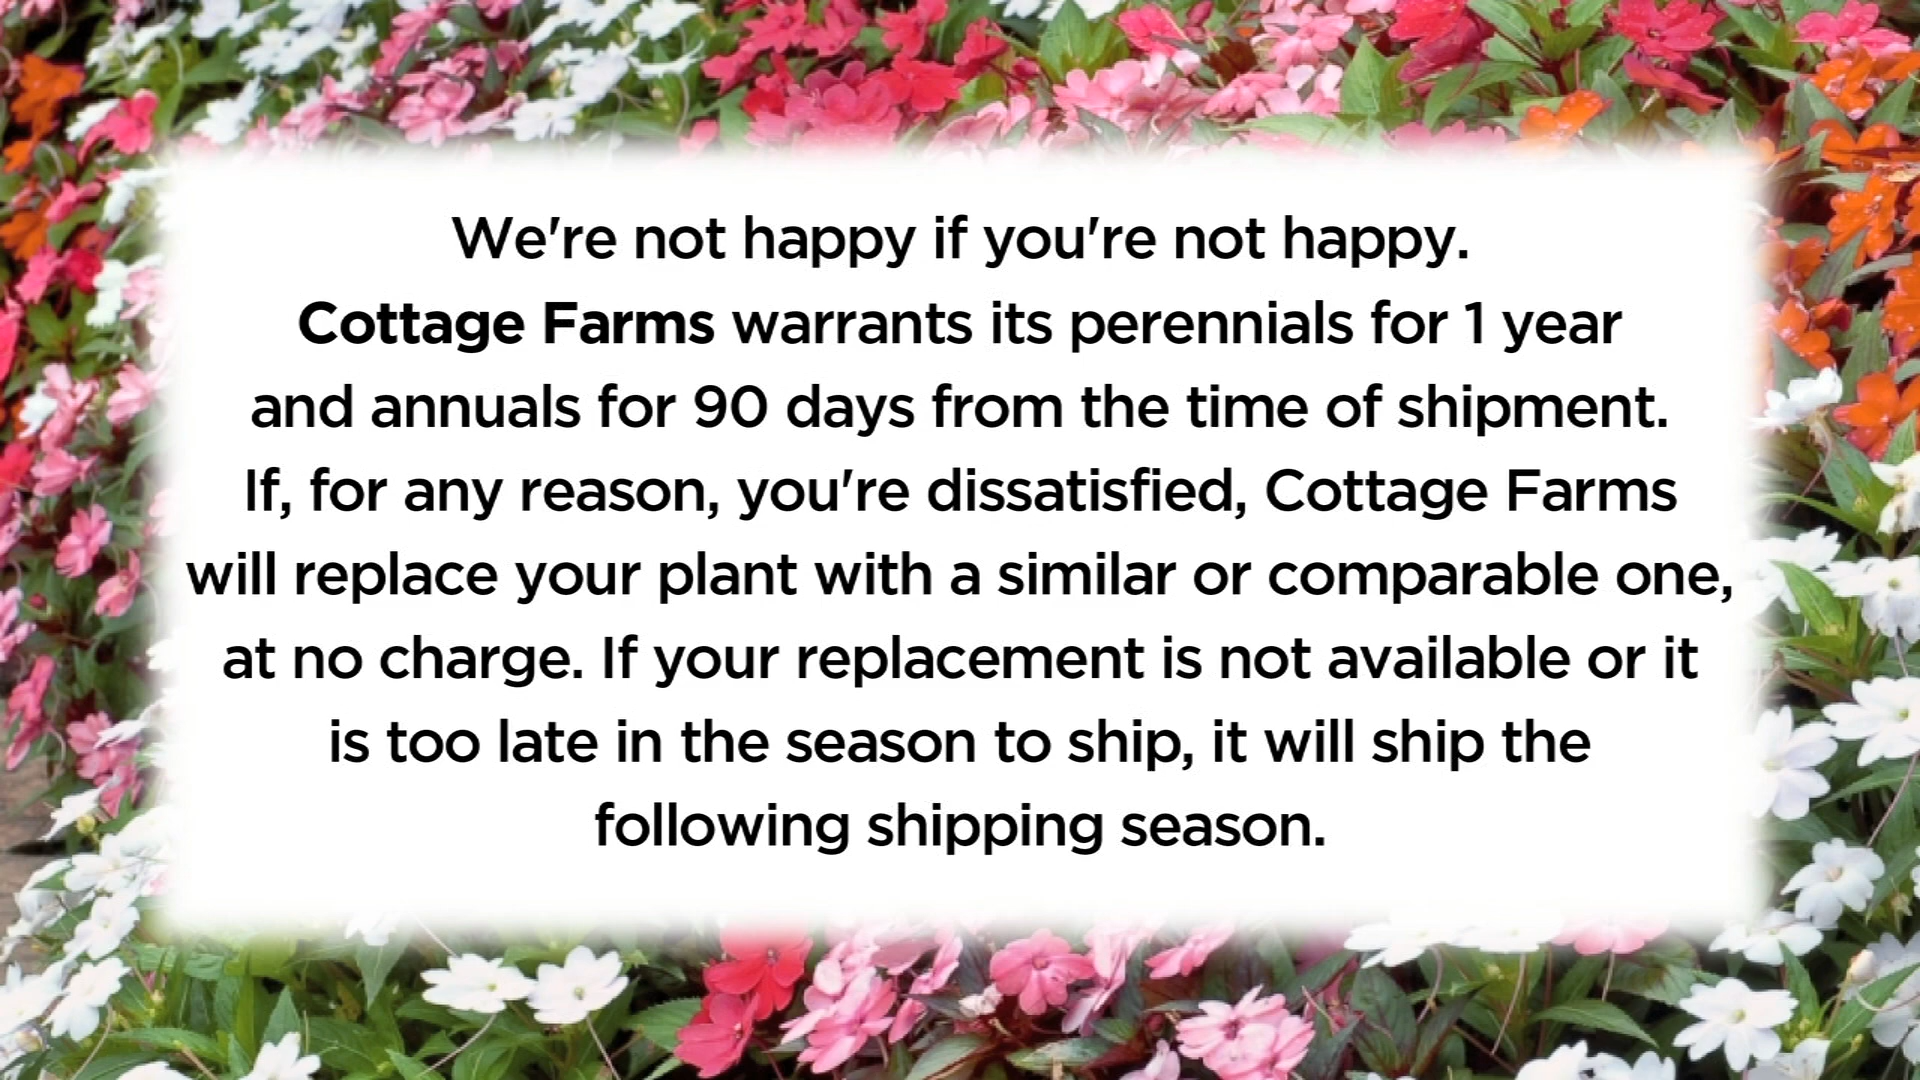 We're not happy if you're not happy.
Cottage Farms warrants its perennials for 1 year
and annuals for 90 days from the time of shipment.
If, for any reason, you're dissatisfied, Cottage Farms
will replace your plant with a similar or comparable one,
at no charge. If your replacement is not available or it
is too late in the season to ship, it will ship the
following shipping season.